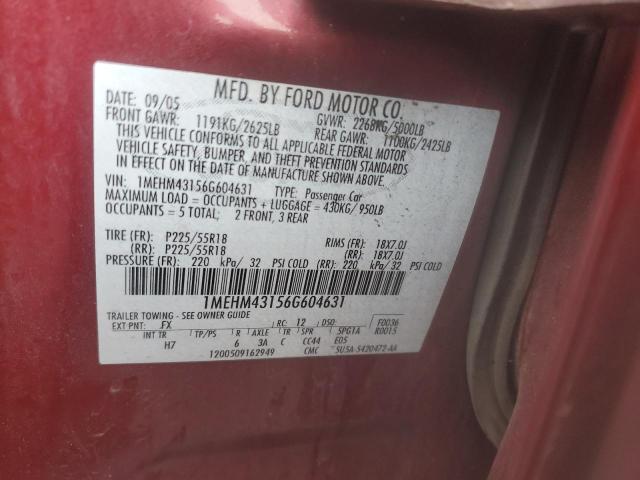 MFD. BY FORD MOTOR CO.
DATE: 09/05 GVWR: 2268KG/5000LB
FRONT GAWR: 1191KG/2625LB REAR GAWR: 1100KG/2425LB
THIS VEHICLE CONFORMS TO ALL APPLICABLE FEDERAL MOTOR
VEHICLE SAFETY, BUMPER, AND THEFT PREVENTION STANDARDS
IN EFFECT ON THE DATE OF MANUFACTURE SHOWN ABOVE.
VIN: 1MEHM43156G604631 TYPE: Passenger Car
MAXIMUM LOAD = OCCUPANTS + LUGGAGE = 430KG/950LB
OCCUPANTS = 5 TOTAL; 2 FRONT, 3 REAR
TIRE (FR): P225/55R18 RIMS (FR): 18X7.0J
(RR): P225/55R18 (RR): 18X7.0J
PRESSURE (FR): 220 kPa/ 32 PSI COLD (RR): 220 kPa/ 32 PSI COLD
1MEHM43156G604631
TRAILER TOWING - SEE OWNER GUIDE
EXT PNT: FX RC: 12 DSO: F0036
INT TR TP/PS R AXLE TR SPR 5PG1A R0015
H7 6 3A C CC44 E05
1200509162949 CMC 5U5A-5420472-AA